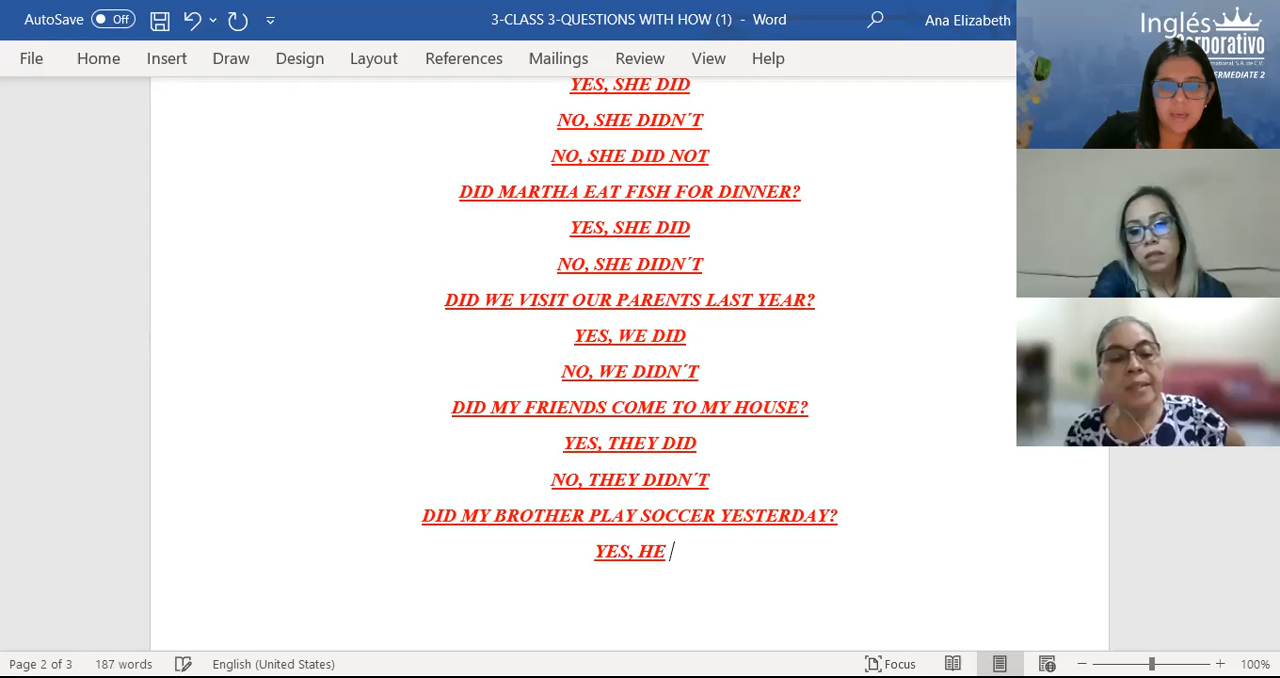 AutoSave Off 3-CLASS 3-QUESTIONS WITH HOW (1) - Word Ana Elizabeth
File Home Insert Draw Design Layout References Mailings Review View Help
Inglés
Corporativo
INTERMEDIATE 2
YES, SHE DID
NO, SHE DIDN´T
NO, SHE DID NOT
DID MARTHA EAT FISH FOR DINNER?
YES, SHE DID
NO, SHE DIDN´T
DID WE VISIT OUR PARENTS LAST YEAR?
YES, WE DID
NO, WE DIDN´T
DID MY FRIENDS COME TO MY HOUSE?
YES, THEY DID
NO, THEY DIDN´T
DID MY BROTHER PLAY SOCCER YESTERDAY?
YES, HE
Page 2 of 3 187 words English (United States) Focus 100%